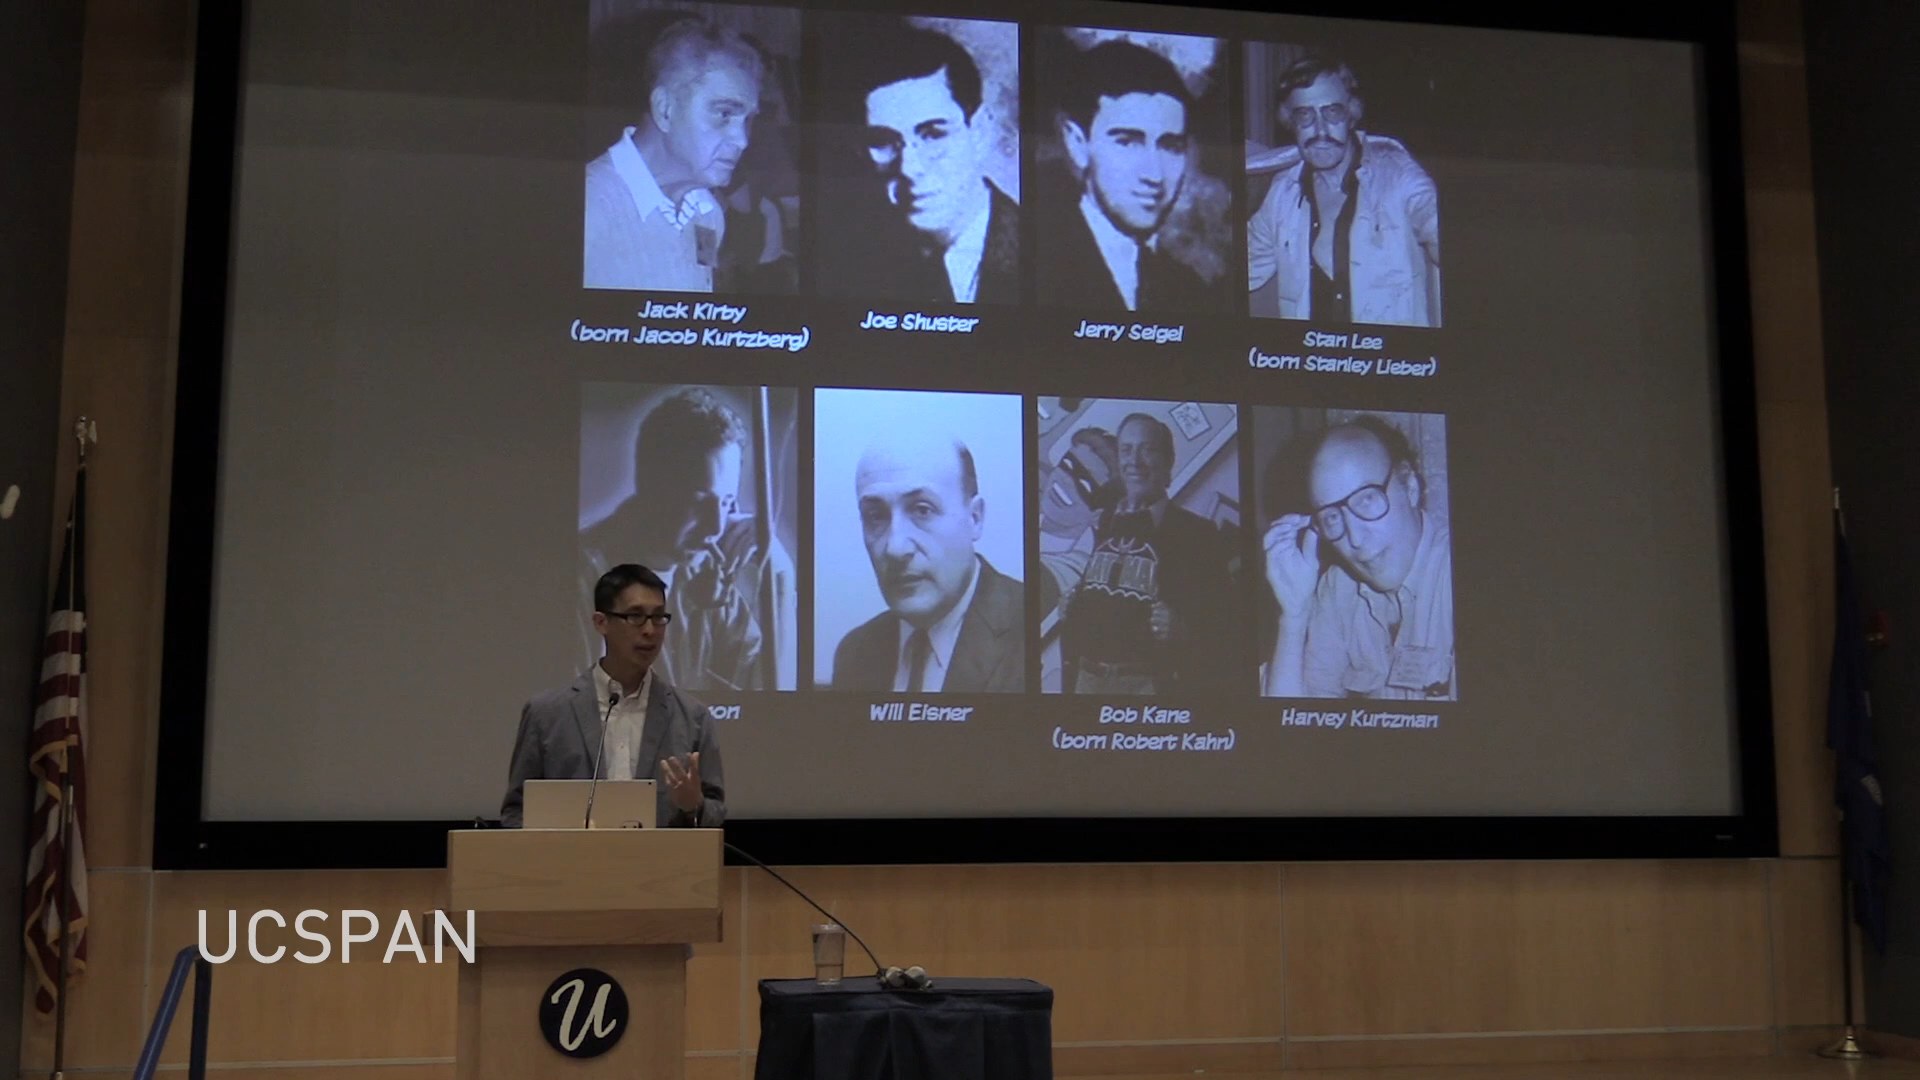 Jack Kirby
(born Jacob Kurtzberg)
Joe Shuster
Jerry Seigel
Stan Lee
(born Stanley Lieber)
Will Eisner
Bob Kane
(born Robert Kahn)
Harvey Kurtzman
BATMAN
UCSPAN
U